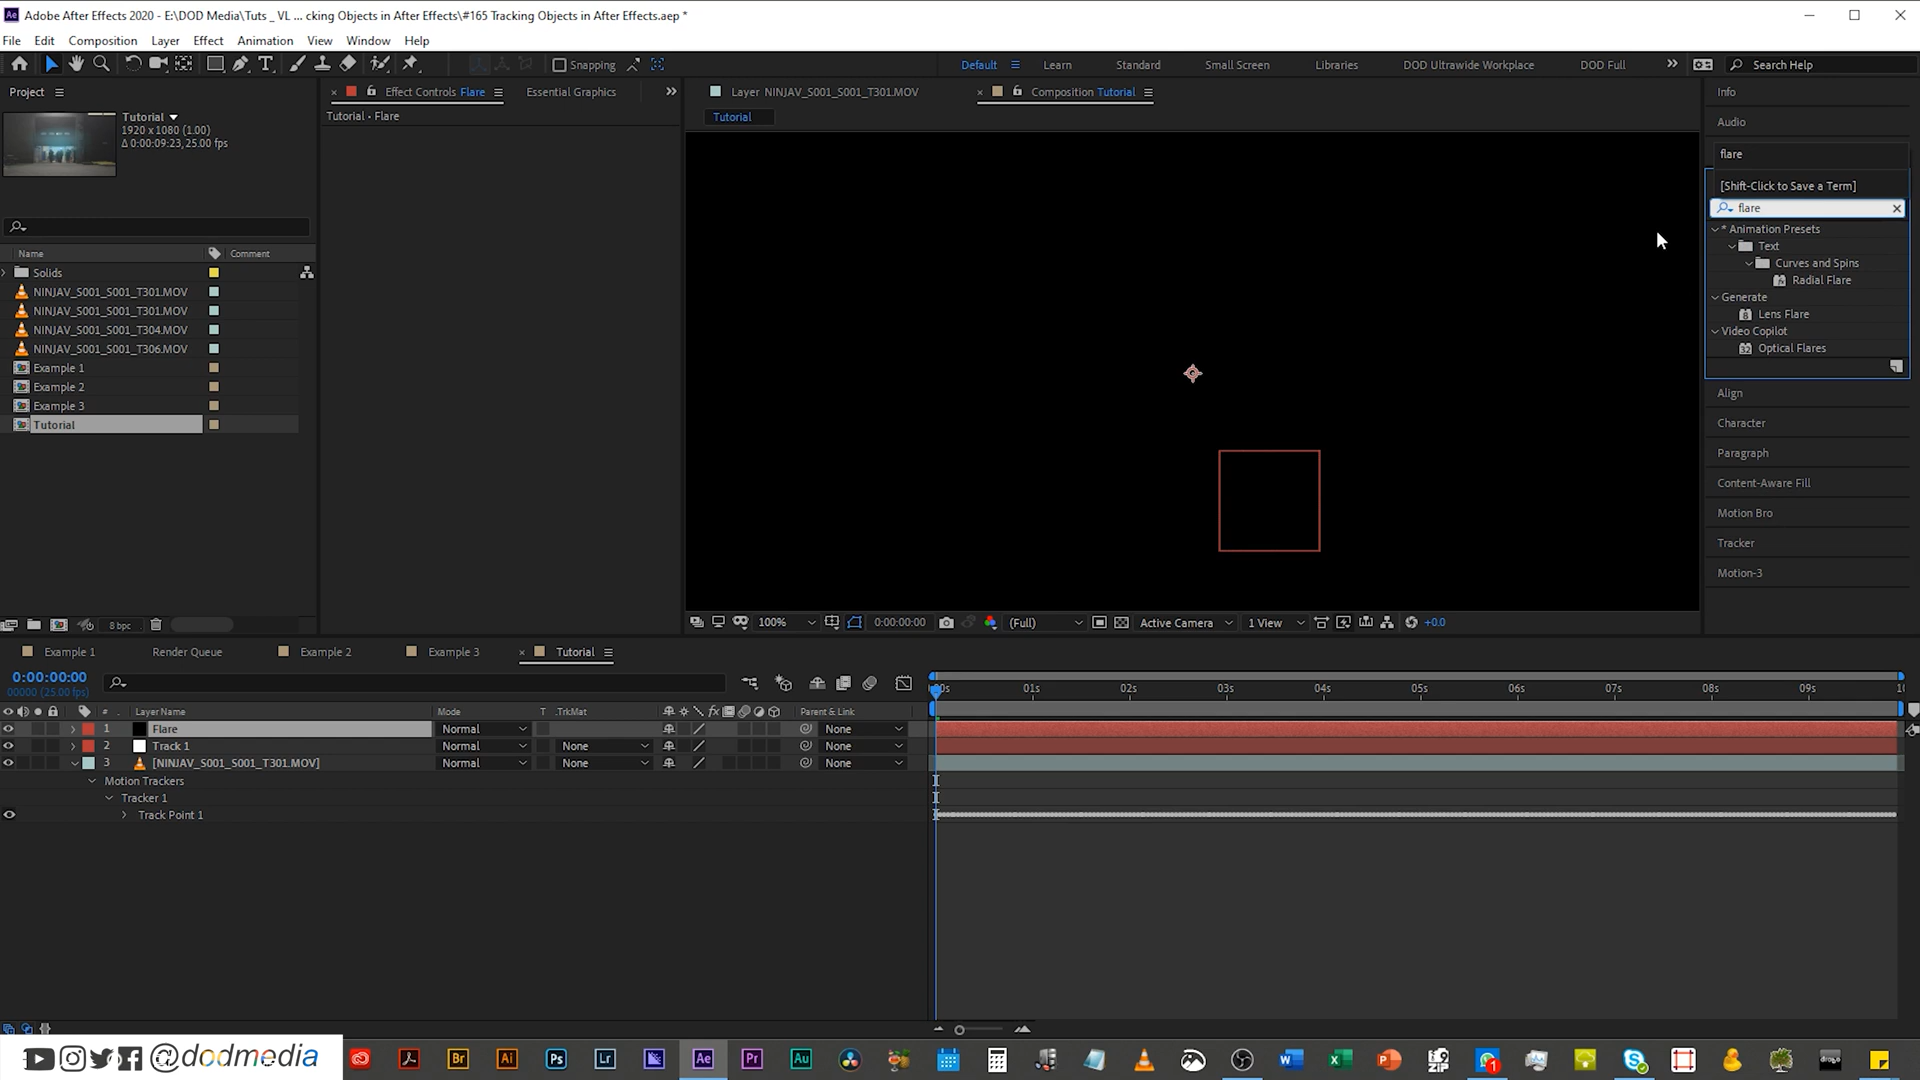 Adobe After Effects 2020 - E:\DOD Media\Tuts _ VL ... cking Objects in After Effects\#165 Tracking Objects in After Effects.aep *
File Edit Composition Layer Effect Animation View Window Help
Snapping
Default Learn Standard Small Screen Libraries DOD Ultrawide Workplace DOD Full Search Help
Project
Effect Controls Flare Essential Graphics
Layer NINJAV_S001_S001_T301.MOV
Composition Tutorial
Info
Tutorial
1920 x 1080 (1.00)
Δ 0:00:09:23, 25.00 fps
Tutorial • Flare
Tutorial
Audio
flare
[Shift-Click to Save a Term]
flare
* Animation Presets
Text
Curves and Spins
Radial Flare
Generate
Lens Flare
Video Copilot
Optical Flares
Align
Character
Paragraph
Content-Aware Fill
Motion Bro
Tracker
Motion-3
Name Comment
Solids
NINJAV_S001_S001_T301.MOV
NINJAV_S001_S001_T301.MOV
NINJAV_S001_S001_T304.MOV
NINJAV_S001_S001_T306.MOV
Example 1
Example 2
Example 3
Tutorial
8 bpc
100% 0:00:00:00 (Full) Active Camera 1 View +0.0
Example 1 Render Queue Example 2 Example 3 Tutorial
0:00:00:00
00000 (25.00 fps)
01s 02s 03s 04s 05s 06s 07s 08s 09s
# Layer Name Mode T .TrkMat Parent & Link
1 Flare Normal None
2 Track 1 Normal None None
3 [NINJAV_S001_S001_T301.MOV] Normal None None
Motion Trackers
Tracker 1
Track Point 1
@dodmedia
Br Ai Ps Lr Ae Pr Au